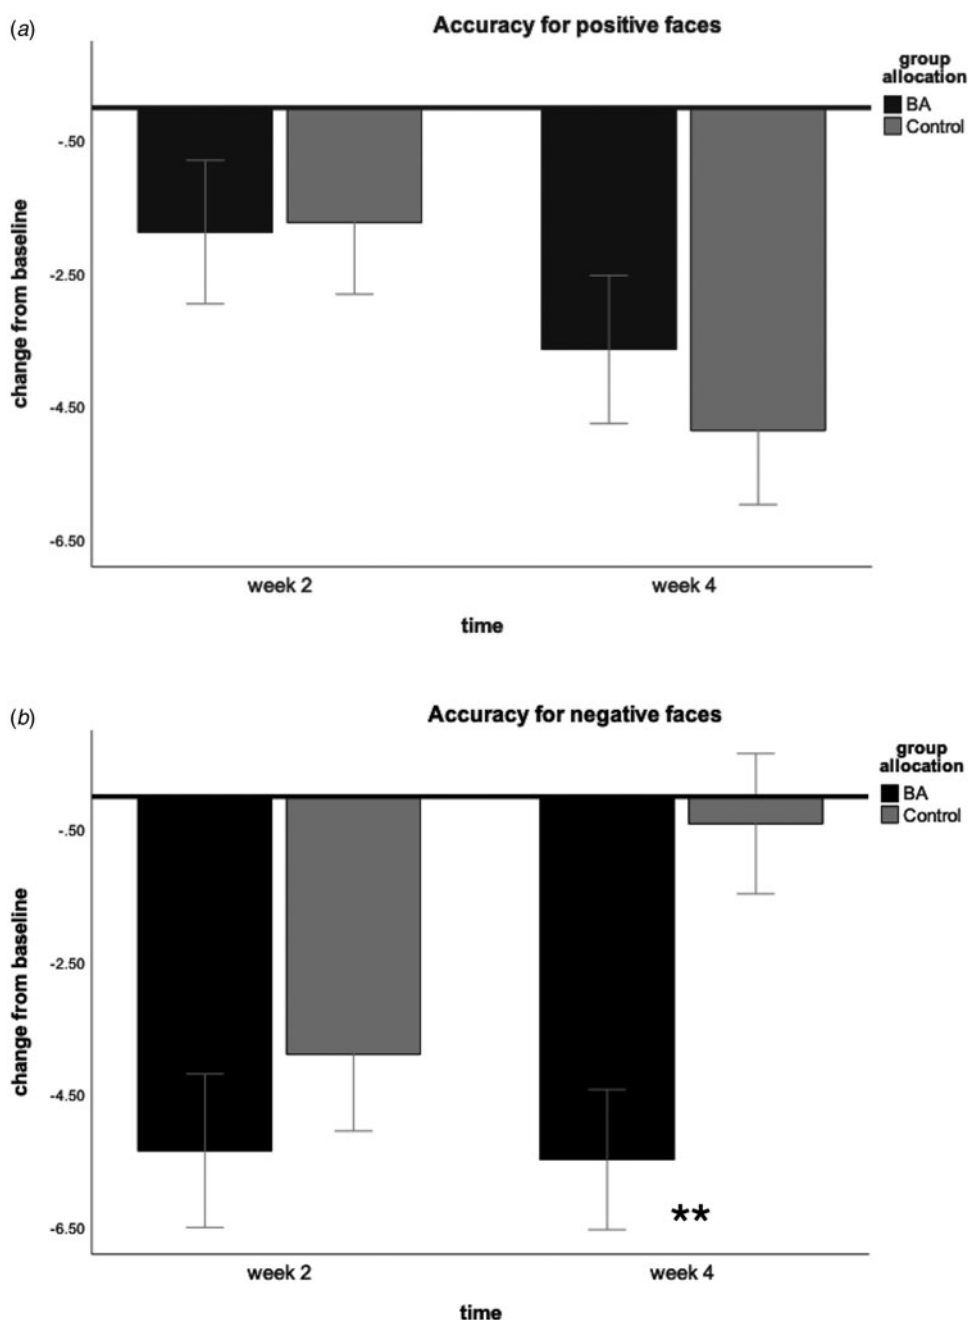 (a)
Accuracy for positive faces
group
allocation
BA
Control
change from baseline
-.50
-2.50
-4.50
-6.50
week 2
week 4
time
(b)
Accuracy for negative faces
group
allocation
BA
Control
change from baseline
-.50
-2.50
-4.50
-6.50
**
week 2
week 4
time